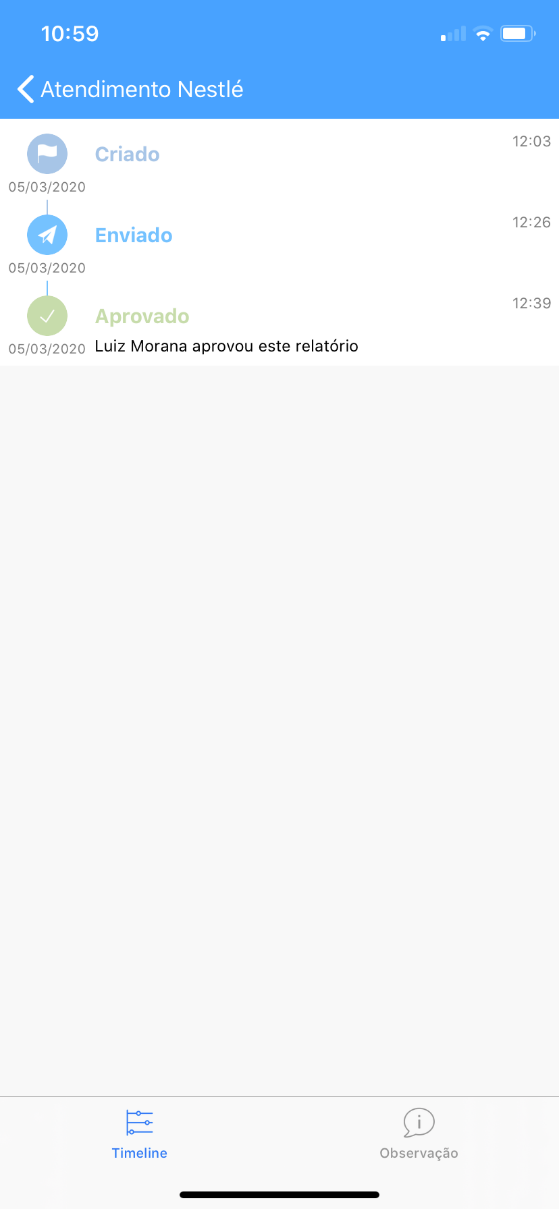 10:59
Atendimento Nestlé
Criado
12:03
05/03/2020
Enviado
12:26
05/03/2020
Aprovado
12:39
05/03/2020
Luiz Morana aprovou este relatório
Timeline
Observação